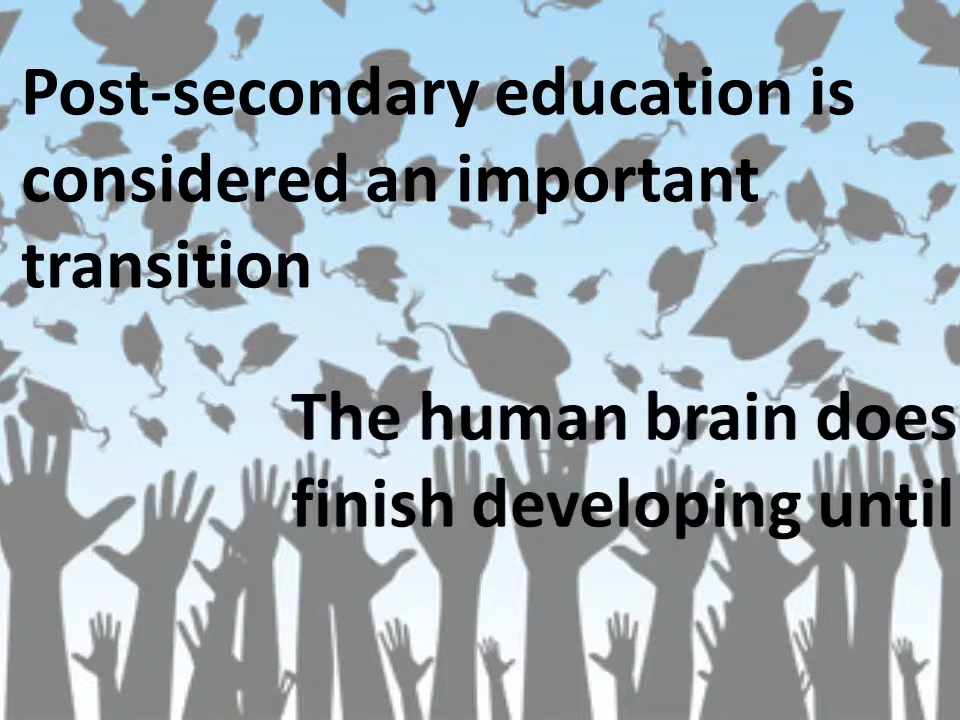 Post-secondary education is
considered an important
transition
The human brain does
finish developing until